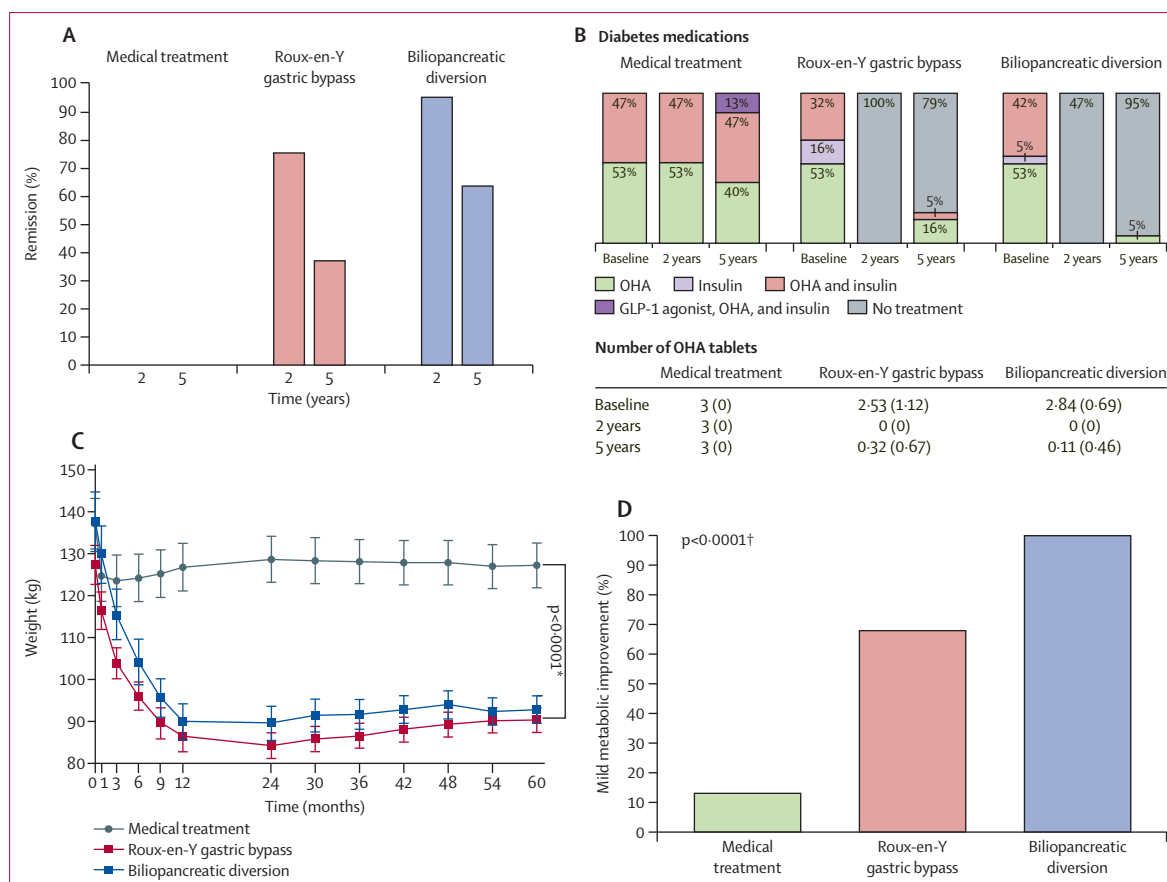 A
Medical treatment
Roux-en-Y
gastric bypass
Biliopancreatic
diversion
100
90
80
70
60
50
40
30
20
10
0
Remission (%)
2 5 2 5 2 5
Time (years)
B Diabetes medications
Medical treatment Roux-en-Y gastric bypass Biliopancreatic diversion
47% 47% 13% 32% 100% 79% 42% 47% 95%
47%
16%
5%
53% 53% 40% 53% 5% 16% 53% 5%
Baseline 2 years 5 years Baseline 2 years 5 years Baseline 2 years 5 years
OHA Insulin OHA and insulin
GLP-1 agonist, OHA, and insulin No treatment
Number of OHA tablets
Medical treatment Roux-en-Y gastric bypass Biliopancreatic diversion
Baseline 3 (0) 2·53 (1·12) 2·84 (0·69)
2 years 3 (0) 0 (0) 0 (0)
5 years 3 (0) 0·32 (0·67) 0·11 (0·46)
C
150
140
130
120
110
100
90
80
Weight (kg)
p<0·0001*
0 1 3 6 9 12 24 30 36 42 48 54 60
Time (months)
Medical treatment
Roux-en-Y gastric bypass
Biliopancreatic diversion
D
p<0·0001†
100
90
80
70
60
50
40
30
20
10
0
Mild metabolic improvement (%)
Medical
treatment
Roux-en-Y
gastric bypass
Biliopancreatic
diversion